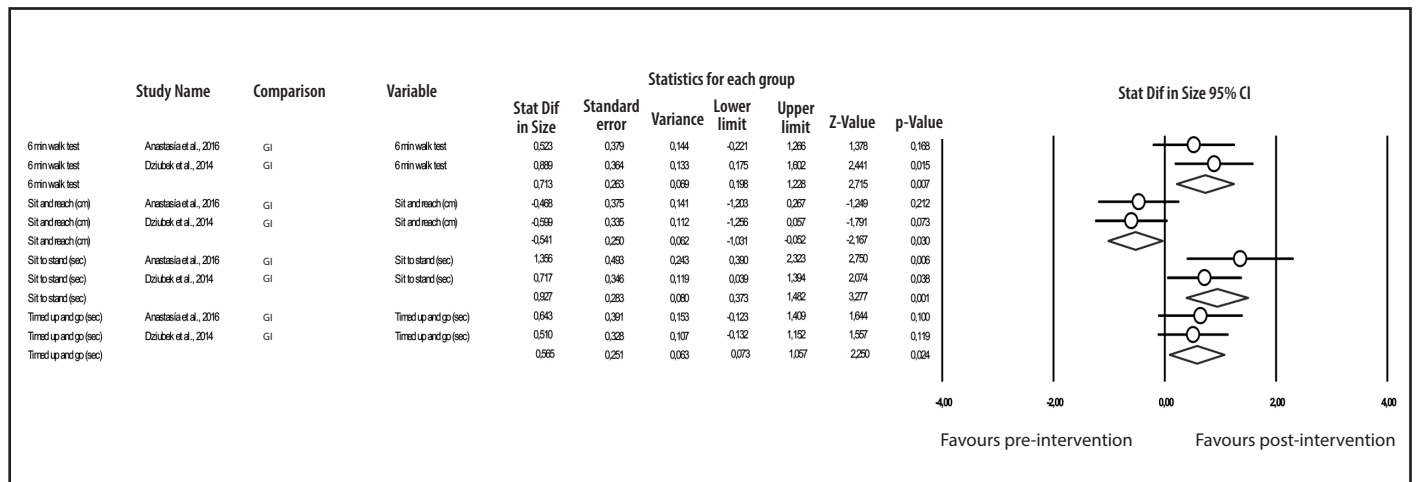 Statistics for each group
Study Name Comparison Variable Stat Dif in Size Standard error Variance Lower limit Upper limit Z-Value p-Value Stat Dif in Size 95% CI
6 min walk test Anastasía et al., 2016 GI 6 min walk test 0,523 0,379 0,144 -0,221 1,266 1,378 0,168
6 min walk test Dziubek et al., 2014 GI 6 min walk test 0,889 0,364 0,133 0,175 1,602 2,441 0,015
6 min walk test 0,713 0,263 0,069 0,198 1,228 2,715 0,007
Sit and reach (cm) Anastasía et al., 2016 GI Sit and reach (cm) -0,468 0,375 0,141 -1,203 0,267 -1,249 0,212
Sit and reach (cm) Dziubek et al., 2014 GI Sit and reach (cm) -0,599 0,335 0,112 -1,256 0,057 -1,791 0,073
Sit and reach (cm) -0,541 0,250 0,062 -1,031 -0,052 -2,167 0,030
Sit to stand (sec) Anastasía et al., 2016 GI Sit to stand (sec) 1,356 0,493 0,243 0,390 2,323 2,750 0,006
Sit to stand (sec) Dziubek et al., 2014 GI Sit to stand (sec) 0,717 0,346 0,119 0,039 1,394 2,074 0,038
Sit to stand (sec) 0,927 0,283 0,080 0,373 1,482 3,277 0,001
Timed up and go (sec) Anastasía et al., 2016 GI Timed up and go (sec) 0,643 0,391 0,153 -0,123 1,409 1,644 0,100
Timed up and go (sec) Dziubek et al., 2014 GI Timed up and go (sec) 0,510 0,328 0,107 -0,132 1,152 1,557 0,119
Timed up and go (sec) 0,565 0,251 0,063 0,073 1,057 2,250 0,024
-4,00 -2,00 0,00 2,00 4,00
Favours pre-intervention Favours post-intervention